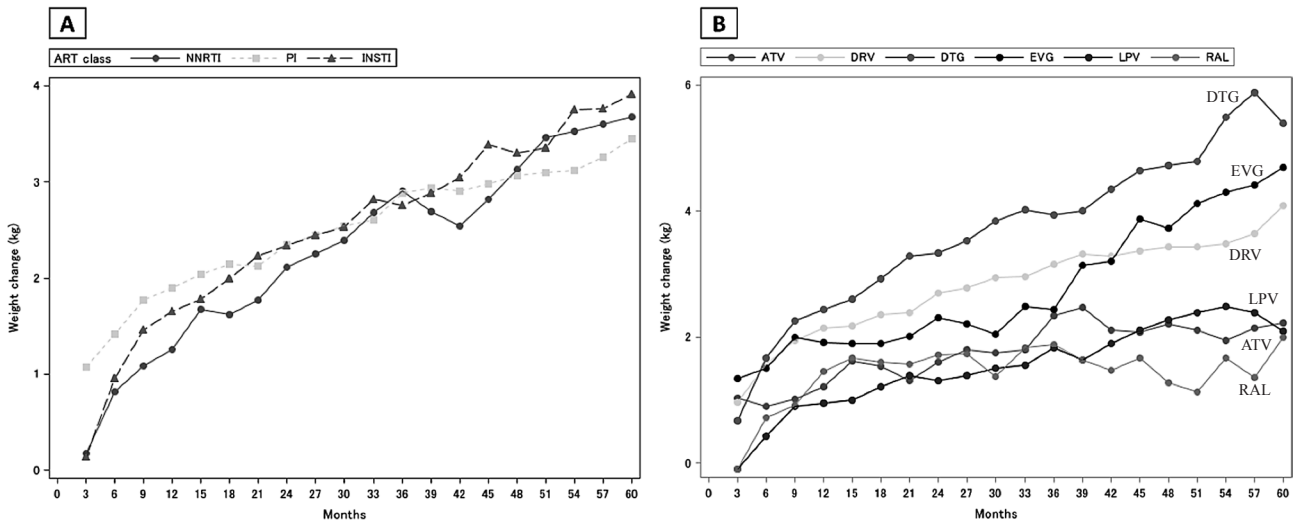 A
ART class NNRTI PI INSTI
4
3
2
1
0
Weight change (kg)
0 3 6 9 12 15 18 21 24 27 30 33 36 39 42 45 48 51 54 57 60
Months
B
ATV DRV DTG EVG LPV RAL
6
4
2
0
Weight change (kg)
DTG
EVG
DRV
LPV
ATV
RAL
0 3 6 9 12 15 18 21 24 27 30 33 36 39 42 45 48 51 54 57 60
Months